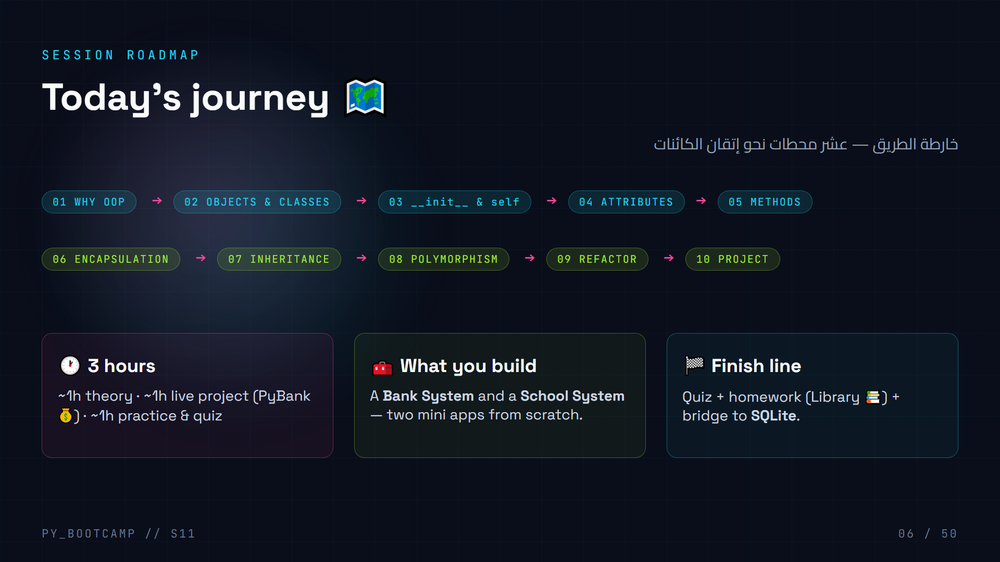 SESSION ROADMAP
Today’s journey 🗺️
خارطة الطريق — عشر محطات نحو إتقان الكائنات
01 WHY OOP → 02 OBJECTS & CLASSES → 03 __init__ & self → 04 ATTRIBUTES → 05 METHODS
06 ENCAPSULATION → 07 INHERITANCE → 08 POLYMORPHISM → 09 REFACTOR → 10 PROJECT
🕐 3 hours
~1h theory · ~1h live project (PyBank
💰) · ~1h practice & quiz
🧰 What you build
A Bank System and a School System
— two mini apps from scratch.
🏁 Finish line
Quiz + homework (Library 📚) +
bridge to SQLite.
PY_BOOTCAMP // S11
06 / 50